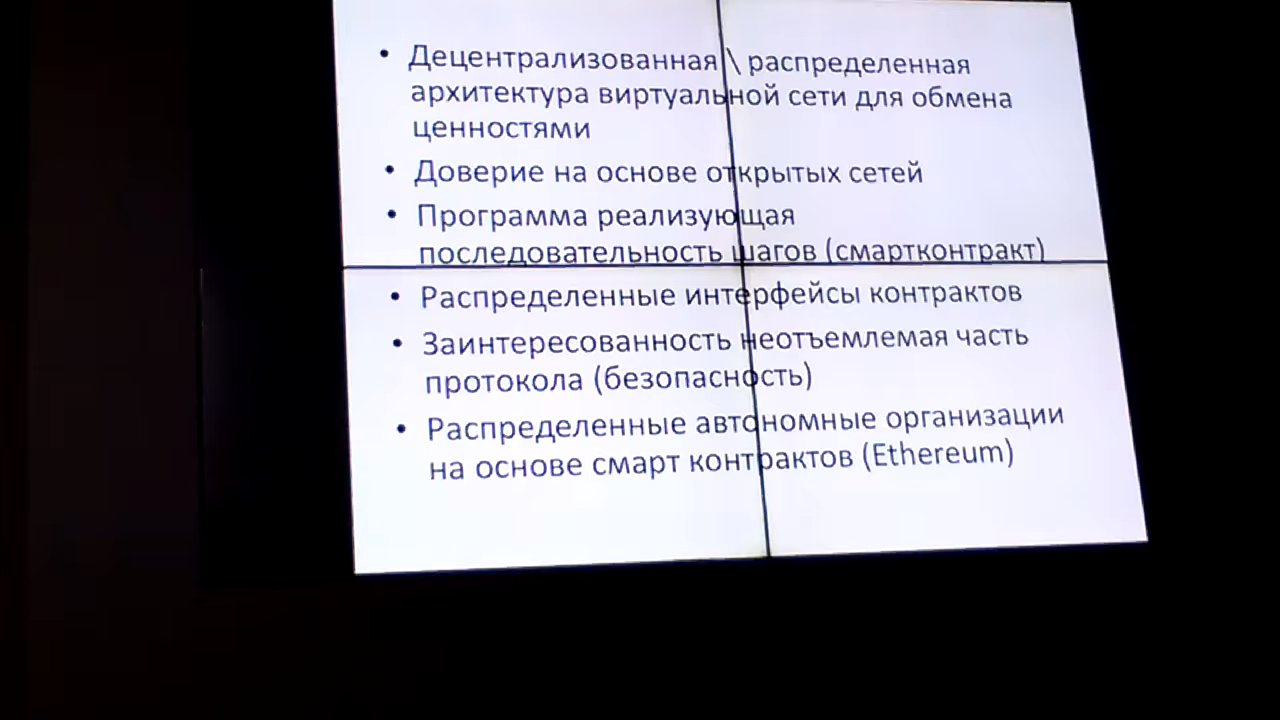 • Децентрализованная \ распределенная
архитектура виртуальной сети для обмена
ценностями
• Доверие на основе открытых сетей
• Программа реализующая
последовательность шагов (смартконтракт)
• Распределенные интерфейсы контрактов
• Заинтересованность неотъемлемая часть
протокола (безопасность)
• Распределенные автономные организации
на основе смарт контрактов (Ethereum)